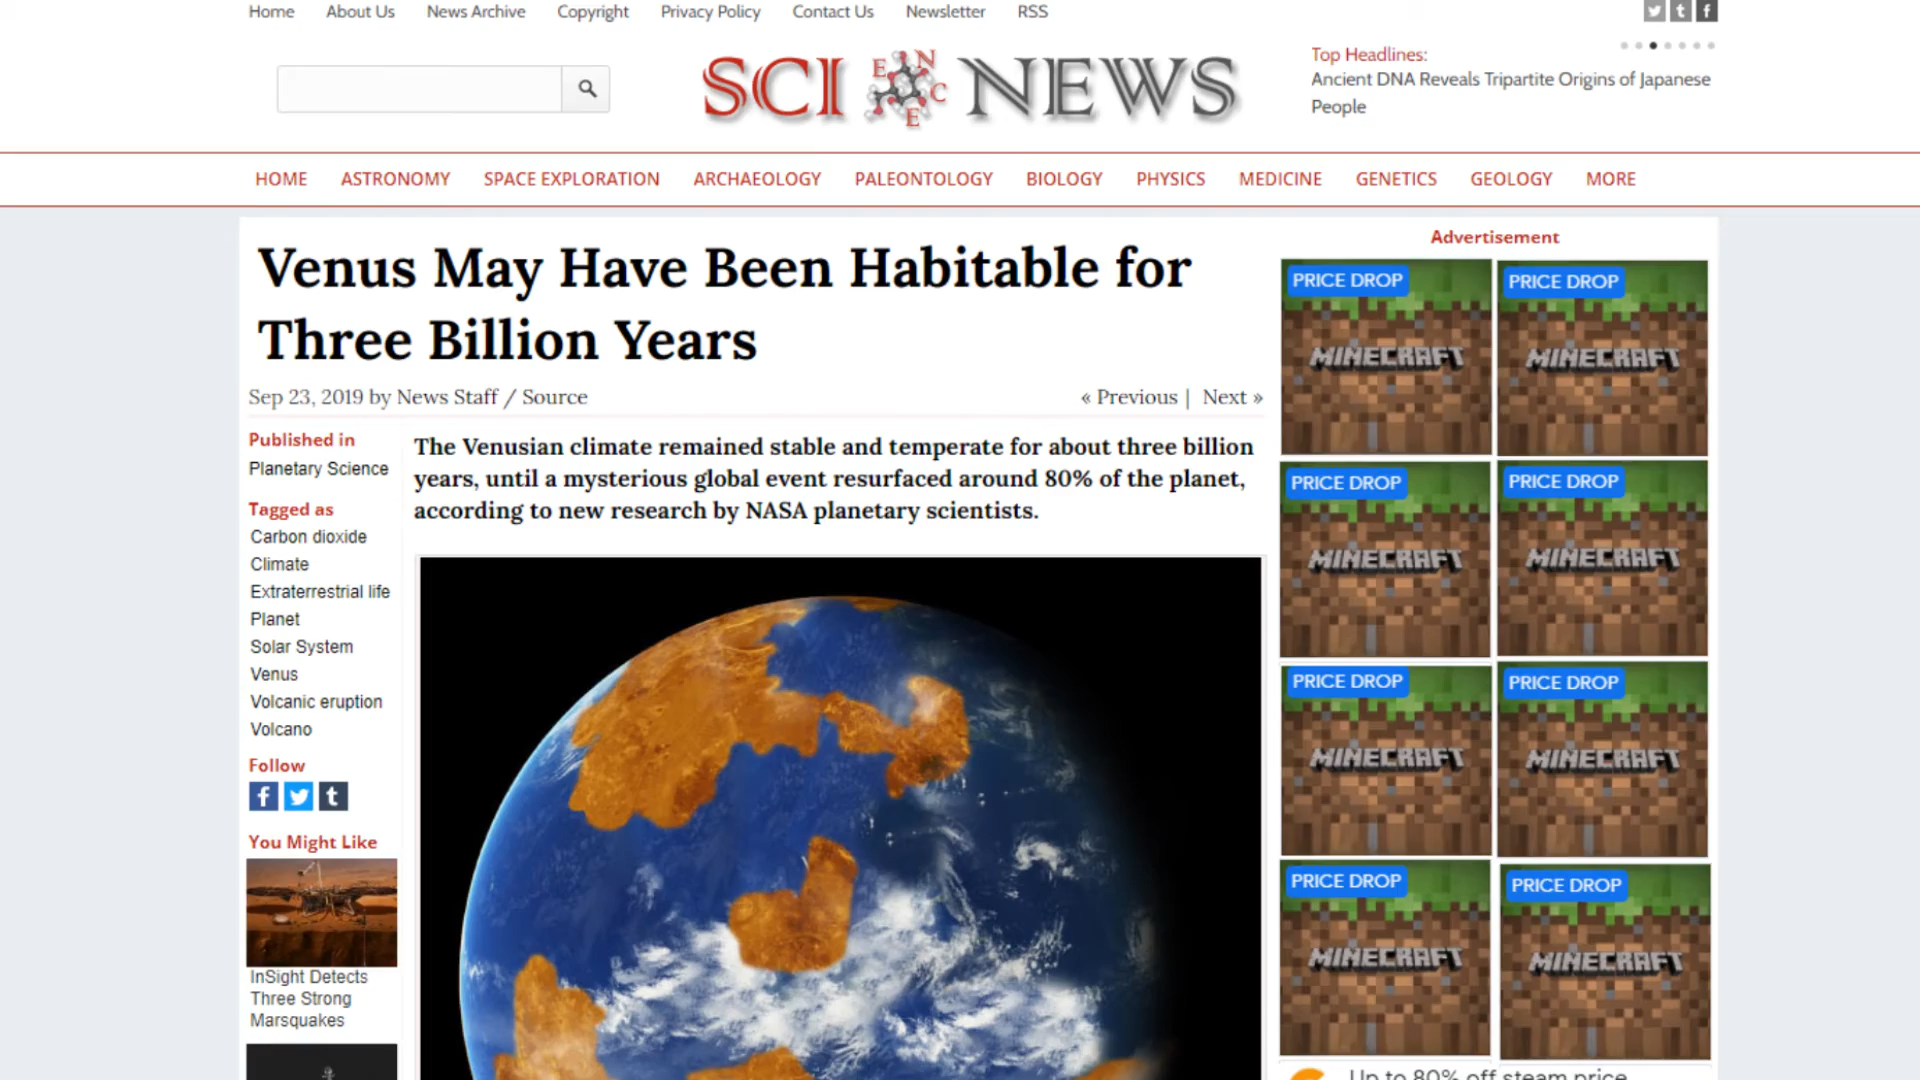 Home About Us News Archive Copyright Privacy Policy Contact Us Newsletter RSS
SCI ENCE NEWS
Top Headlines:
Ancient DNA Reveals Tripartite Origins of Japanese
People
HOME ASTRONOMY SPACE EXPLORATION ARCHAEOLOGY PALEONTOLOGY BIOLOGY PHYSICS MEDICINE GENETICS GEOLOGY MORE
Venus May Have Been Habitable for
Three Billion Years
Sep 23, 2019 by News Staff / Source
« Previous | Next »
Published in
Planetary Science
Tagged as
Carbon dioxide
Climate
Extraterrestrial life
Planet
Solar System
Venus
Volcanic eruption
Volcano
Follow
You Might Like
InSight Detects
Three Strong
Marsquakes
The Venusian climate remained stable and temperate for about three billion
years, until a mysterious global event resurfaced around 80% of the planet,
according to new research by NASA planetary scientists.
Advertisement
PRICE DROP PRICE DROP
MINECRAFT MINECRAFT
PRICE DROP PRICE DROP
MINECRAFT MINECRAFT
PRICE DROP PRICE DROP
MINECRAFT MINECRAFT
PRICE DROP PRICE DROP
MINECRAFT MINECRAFT
Up to 80% off steam price